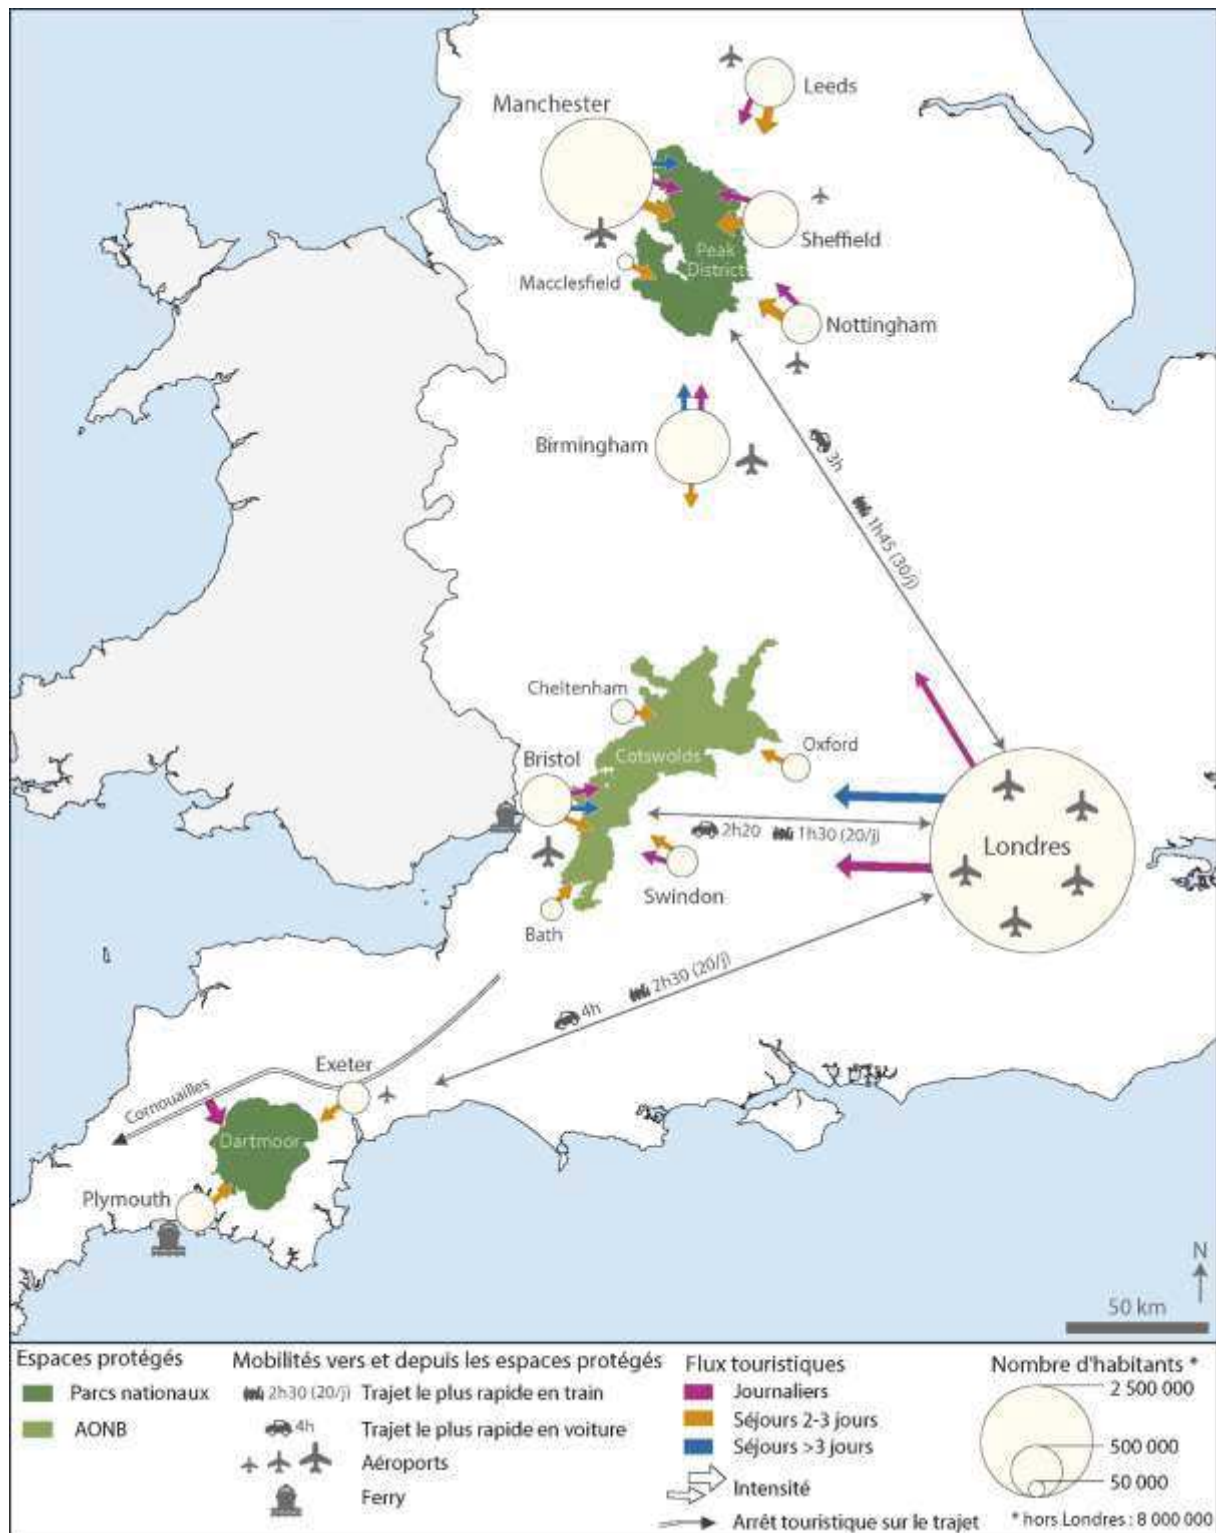 Leeds
Manchester
Sheffield
Peak
District
Macclesfield
Nottingham
Birmingham
3h
1h45 (30/j)
Cheltenham
Oxford
Bristol
Cotswolds
Londres
2h20
1h30 (20/j)
Swindon
Bath
2h30 (20/j)
4h
Exeter
Cornouailles
Dartmoor
Plymouth
N
50 km
Espaces protégés
Parcs nationaux
AONB
Mobilités vers et depuis les espaces protégés
2h30 (20/j) Trajet le plus rapide en train
4h Trajet le plus rapide en voiture
Aéroports
Ferry
Flux touristiques
Journaliers
Séjours 2-3 jours
Séjours >3 jours
Intensité
Arrêt touristique sur le trajet
Nombre d'habitants *
2 500 000
500 000
50 000
* hors Londres : 8 000 000